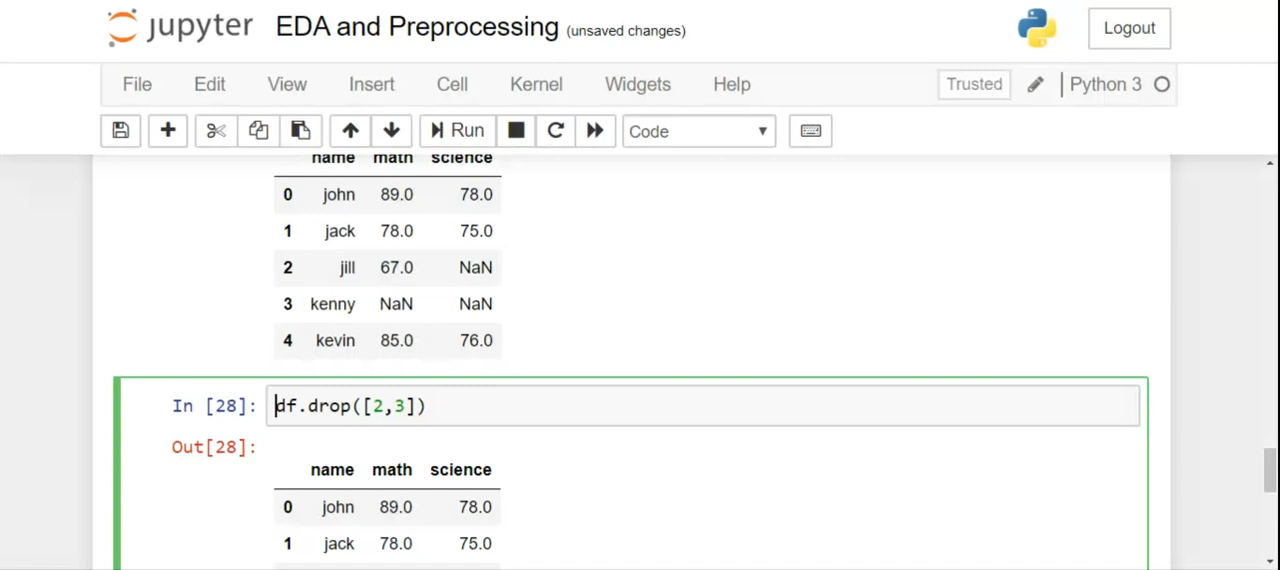 jupyter EDA and Preprocessing (unsaved changes) Logout
File Edit View Insert Cell Kernel Widgets Help Trusted Python 3
Run Code
name math science
0 john 89.0 78.0
1 jack 78.0 75.0
2 jill 67.0 NaN
3 kenny NaN NaN
4 kevin 85.0 76.0
In [28]: df.drop([2,3])
Out[28]:
name math science
0 john 89.0 78.0
1 jack 78.0 75.0